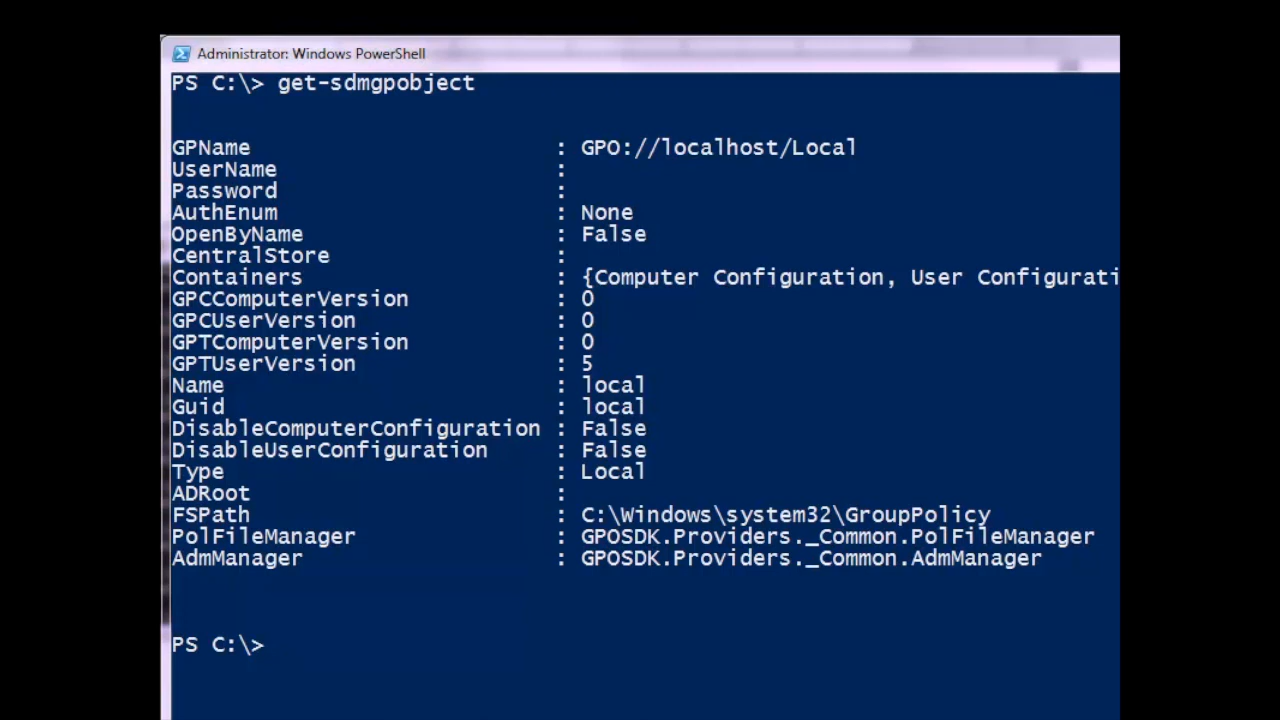 Administrator: Windows PowerShell
PS C:\> get-sdmgpobject
GPName : GPO://localhost/Local
UserName :
Password :
AuthEnum : None
OpenByName : False
CentralStore :
Containers : {Computer Configuration, User Configurati
GPCComputerVersion : 0
GPCUserVersion : 0
GPTComputerVersion : 0
GPTUserVersion : 5
Name : local
Guid : local
DisableComputerConfiguration : False
DisableUserConfiguration : False
Type : Local
ADRoot :
FSPath : C:\Windows\system32\GroupPolicy
PolFileManager : GPOSDK.Providers._Common.PolFileManager
AdmManager : GPOSDK.Providers._Common.AdmManager
PS C:\>